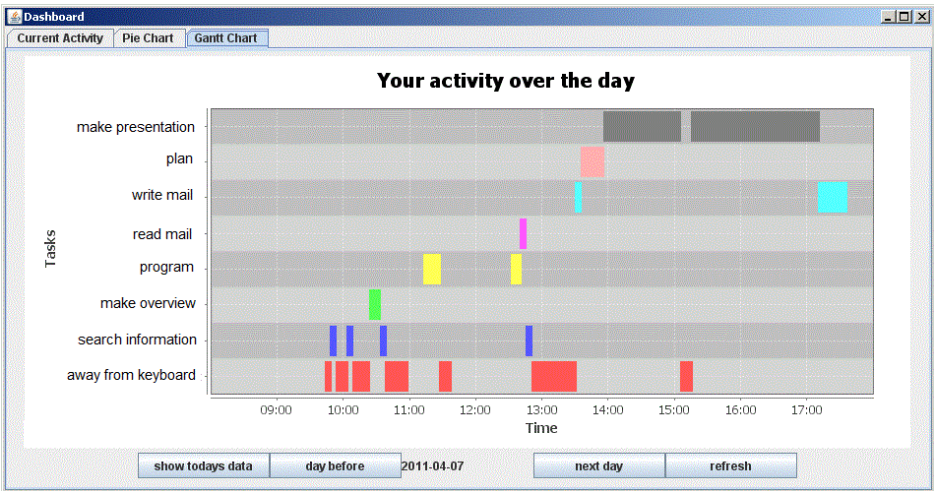 Dashboard
Current Activity Pie Chart Gantt Chart
Your activity over the day
make presentation
plan
write mail
read mail
program
make overview
search information
away from keyboard
Tasks
09:00 10:00 11:00 12:00 13:00 14:00 15:00 16:00 17:00
Time
show todays data day before 2011-04-07 next day refresh